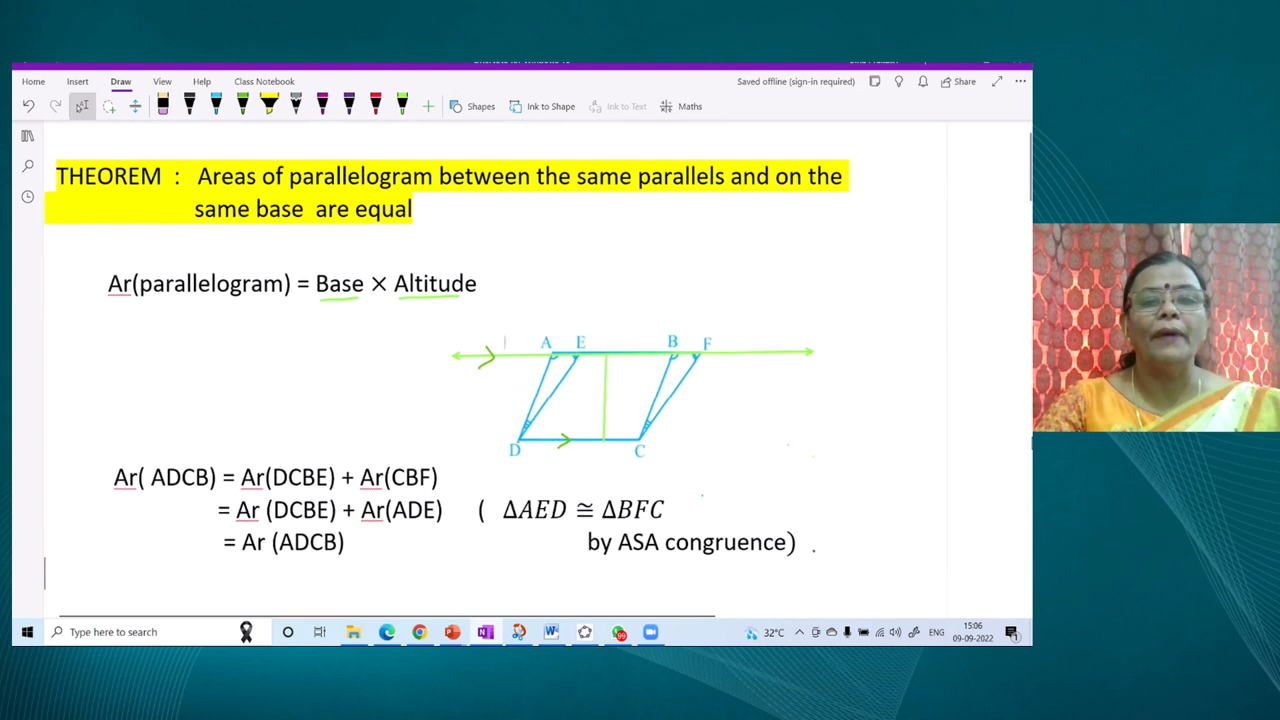 Home Insert Draw View Help Class Notebook Saved offline (sign-in required) Share
Shapes Ink to Shape Ink to Text Maths
THEOREM : Areas of parallelogram between the same parallels and on the
same base are equal
Ar(parallelogram) = Base × Altitude
A E B F
D C
Ar( ADCB) = Ar(DCBE) + Ar(CBF)
= Ar (DCBE) + Ar(ADE) ( ΔAED ≅ ΔBFC
= Ar (ADCB) by ASA congruence)
Type here to search 99 32°C ENG 15:06
09-09-2022 1